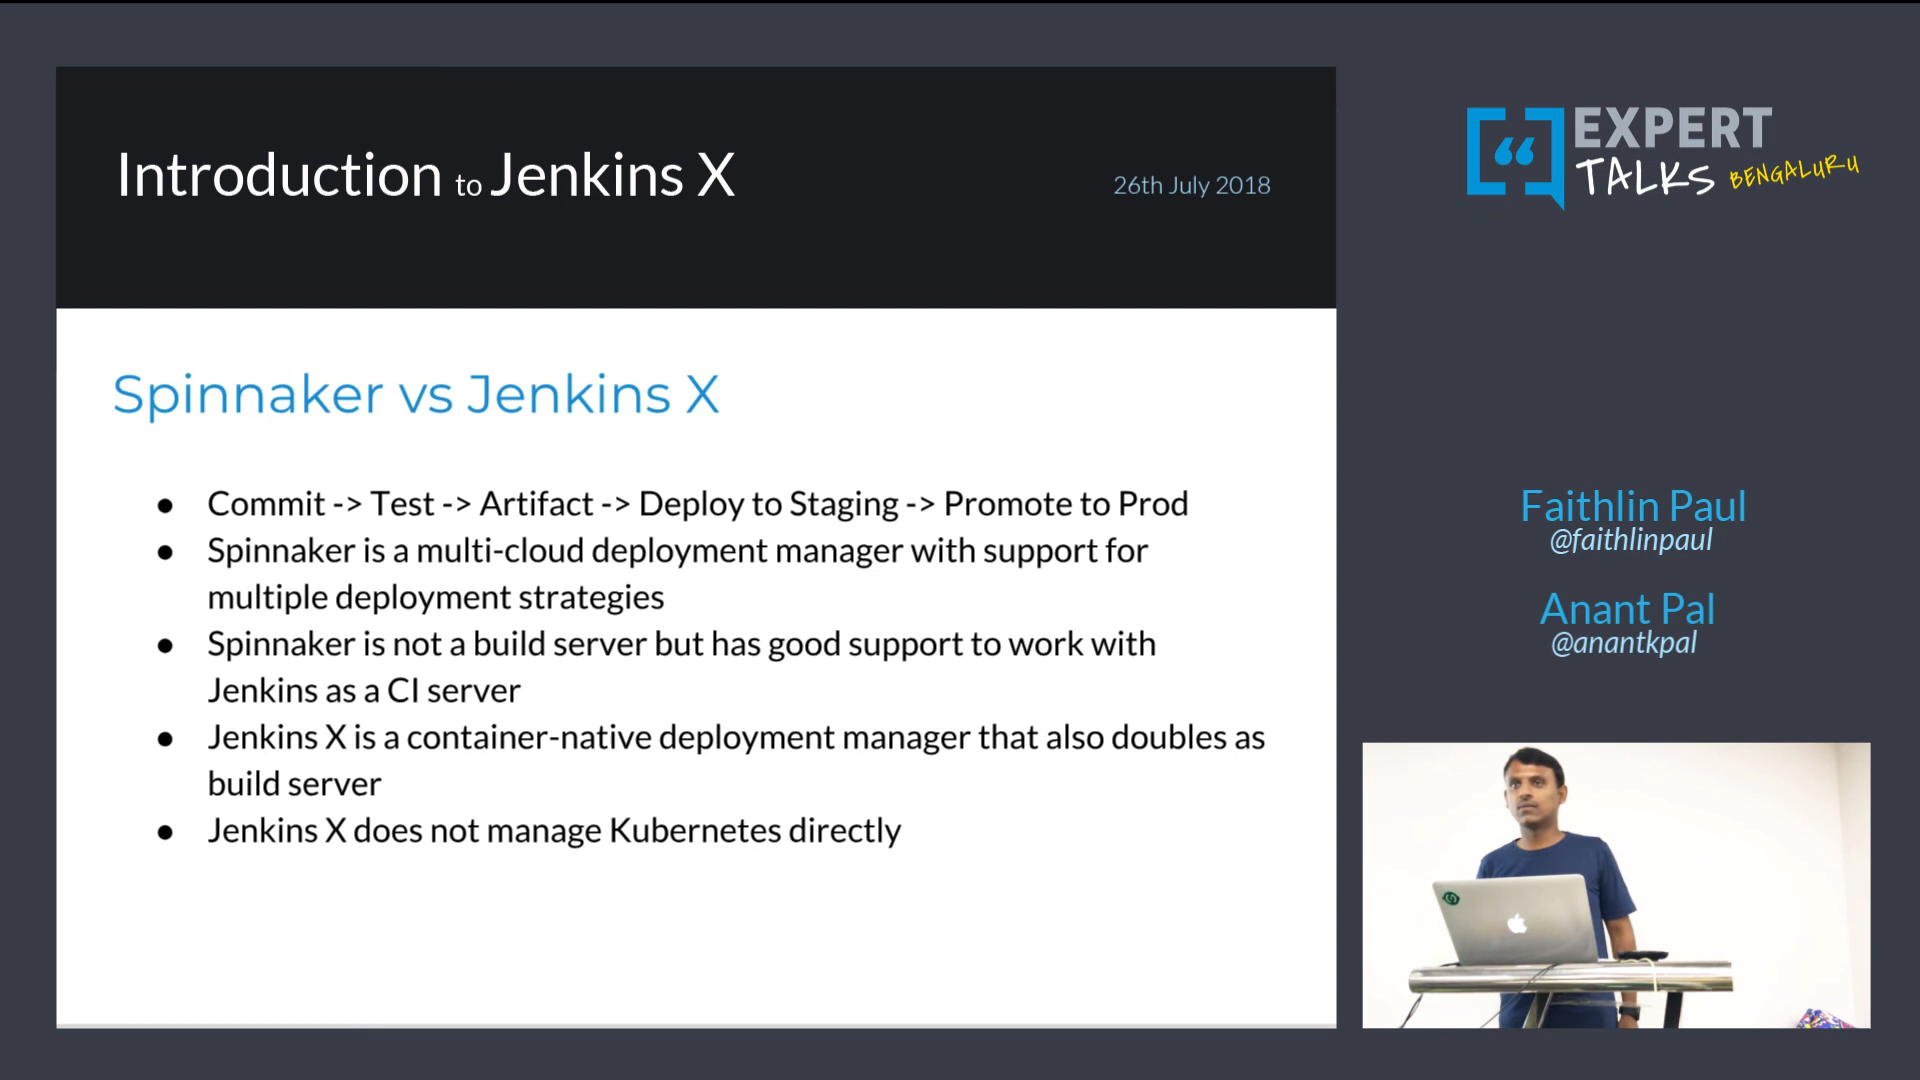 Introduction to Jenkins X
26th July 2018
EXPERT
TALKS BENGALURU
Spinnaker vs Jenkins X
● Commit -> Test -> Artifact -> Deploy to Staging -> Promote to Prod
● Spinnaker is a multi-cloud deployment manager with support for
multiple deployment strategies
● Spinnaker is not a build server but has good support to work with
Jenkins as a CI server
● Jenkins X is a container-native deployment manager that also doubles as
build server
● Jenkins X does not manage Kubernetes directly
Faithlin Paul
@faithlinpaul
Anant Pal
@anantkpal